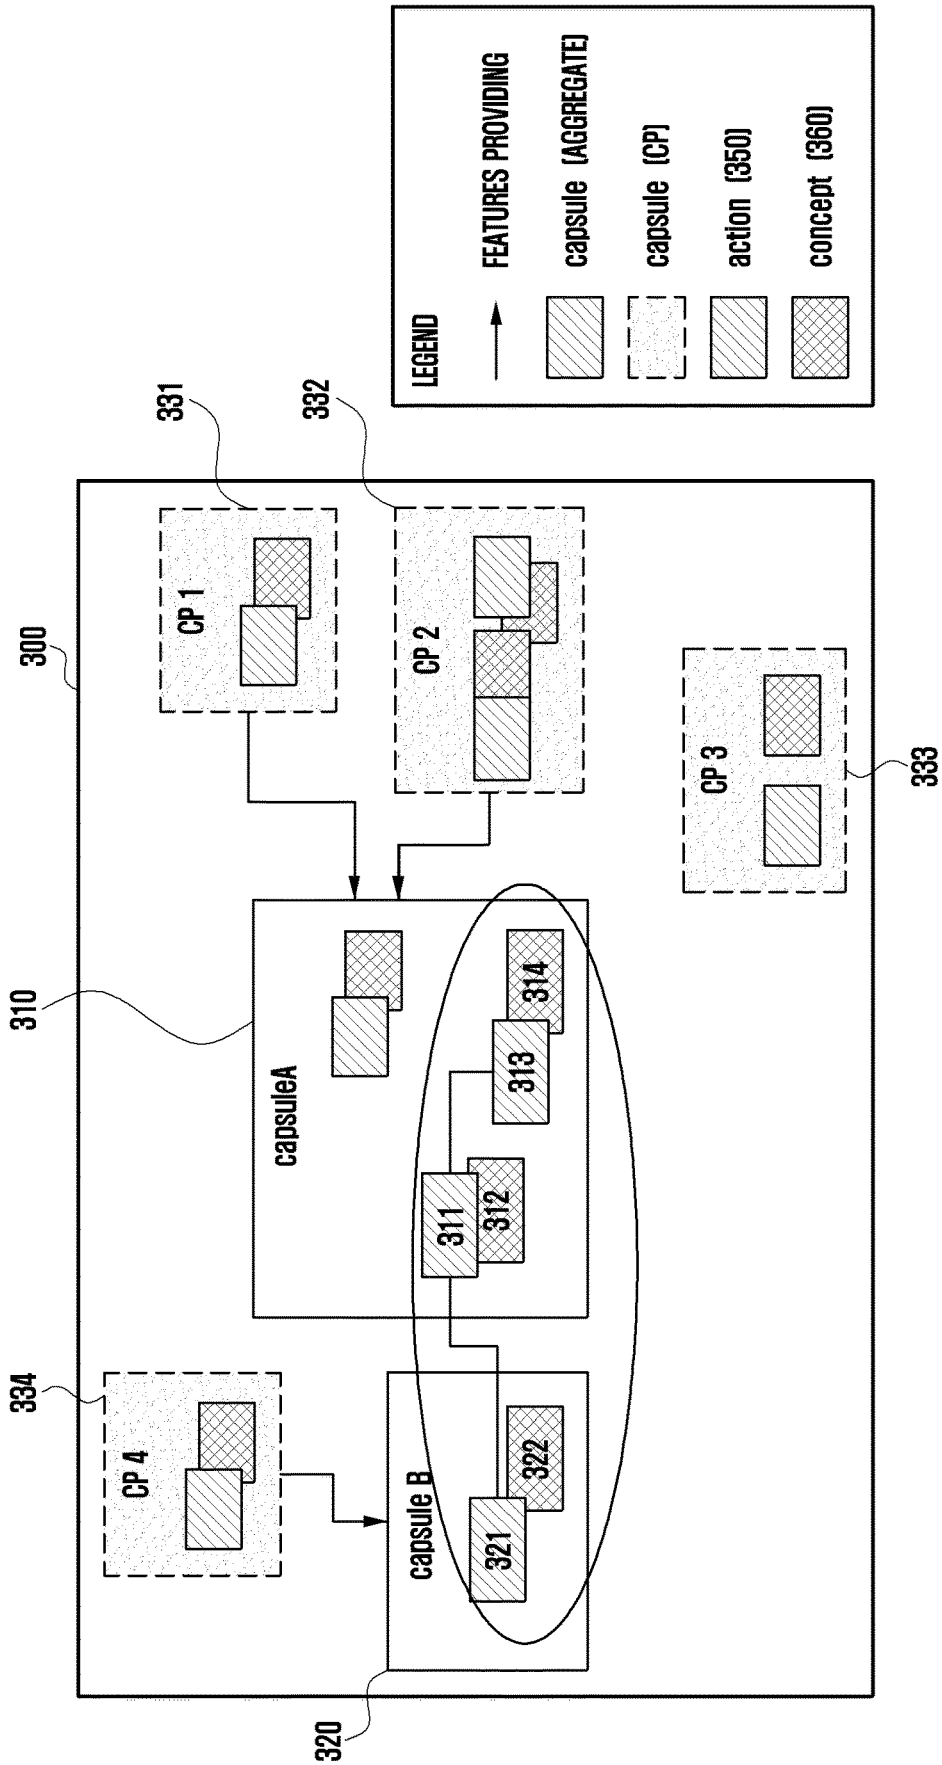 300
334
CP 4
310
capsuleA
CP 1
331
320
capsule B
321
322
311
312
313
314
CP 2
332
CP 3
333
LEGEND
FEATURES PROVIDING
capsule (AGGREGATE)
capsule (CP)
action (350)
concept (360)